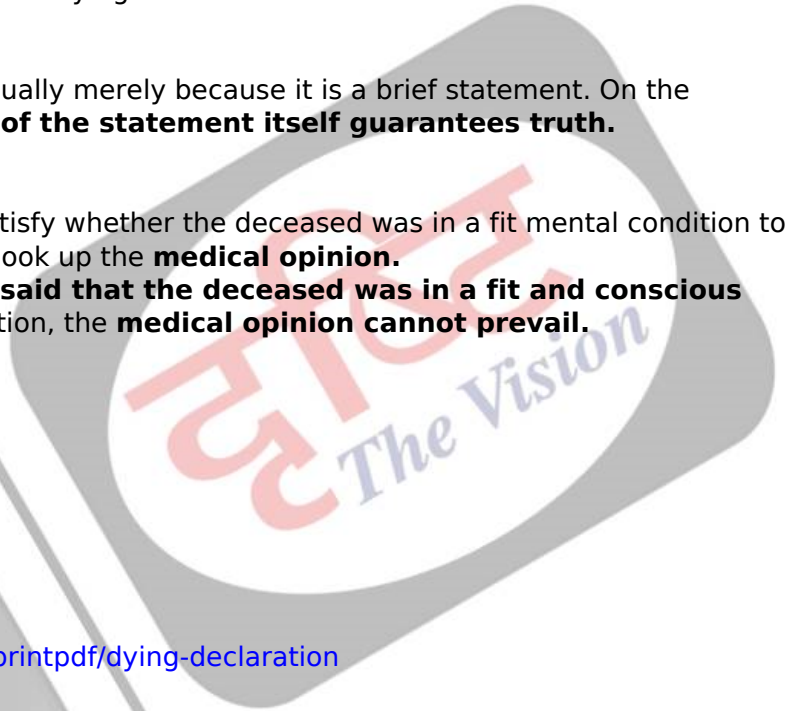 ually merely because it is a brief statement. On the
of the statement itself guarantees truth.
tisfy whether the deceased was in a fit mental condition to
ook up the medical opinion.
said that the deceased was in a fit and conscious
tion, the medical opinion cannot prevail.
दृष्टि
The Vision
printpdf/dying-declaration